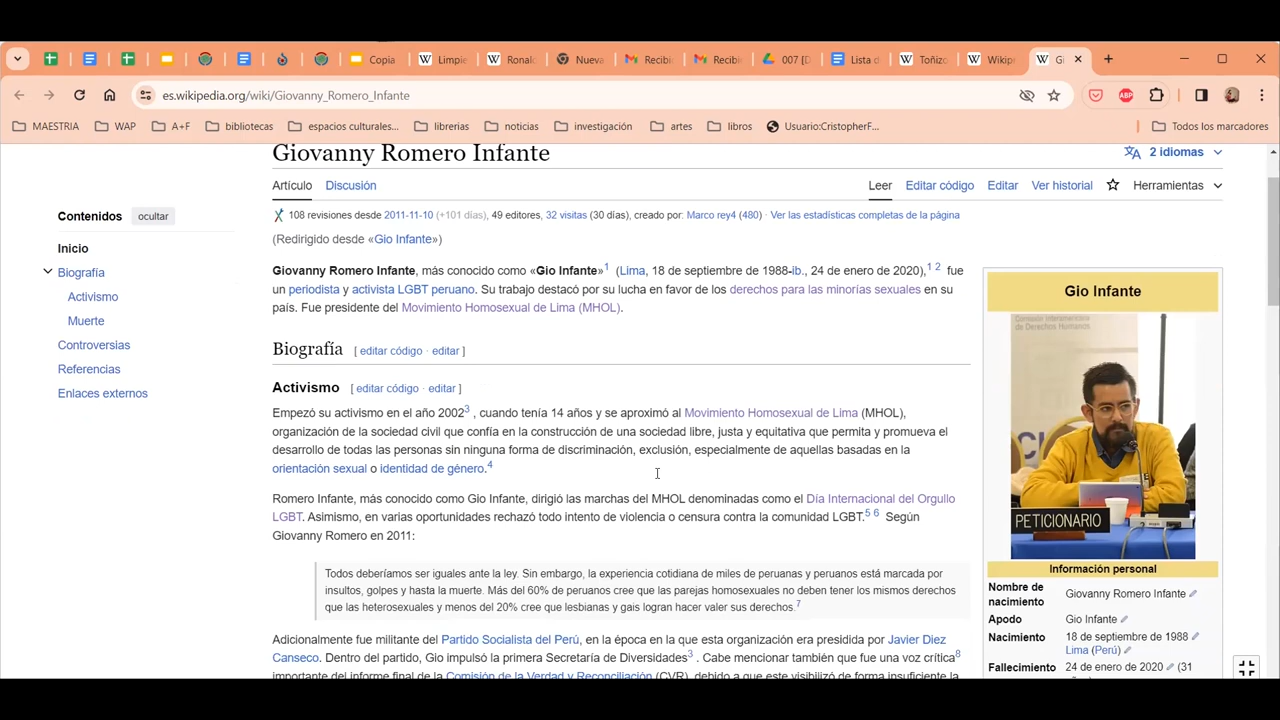 Copia
Limpie
Ronal
Nueva
Recibi
Recibi
007 [D
Lista d
Toñizo
Wikipe
Gi
es.wikipedia.org/wiki/Giovanny_Romero_Infante
MAESTRIA
WAP
A+F
bibliotecas
espacios culturales...
librerias
noticias
investigación
artes
libros
Usuario:CristopherF...
Todos los marcadores
Giovanny Romero Infante
2 idiomas
Artículo Discusión
Leer Editar código Editar Ver historial Herramientas
Contenidos ocultar
Inicio
Biografía
Activismo
Muerte
Controversias
Referencias
Enlaces externos
108 revisiones desde 2011-11-10 (+101 días), 49 editores, 32 visitas (30 días), creado por: Marco rey4 (480) · Ver las estadísticas completas de la página
(Redirigido desde «Gio Infante»)
Giovanny Romero Infante, más conocido como «Gio Infante»1 (Lima, 18 de septiembre de 1988-ib., 24 de enero de 2020),1 2 fue
un periodista y activista LGBT peruano. Su trabajo destacó por su lucha en favor de los derechos para las minorías sexuales en su
país. Fue presidente del Movimiento Homosexual de Lima (MHOL).
Biografía [ editar código · editar ]
Activismo [ editar código · editar ]
Empezó su activismo en el año 20023 , cuando tenía 14 años y se aproximó al Movimiento Homosexual de Lima (MHOL),
organización de la sociedad civil que confía en la construcción de una sociedad libre, justa y equitativa que permita y promueva el
desarrollo de todas las personas sin ninguna forma de discriminación, exclusión, especialmente de aquellas basadas en la
orientación sexual o identidad de género.4
Romero Infante, más conocido como Gio Infante, dirigió las marchas del MHOL denominadas como el Día Internacional del Orgullo
LGBT. Asimismo, en varias oportunidades rechazó todo intento de violencia o censura contra la comunidad LGBT.5 6 Según
Giovanny Romero en 2011:
Todos deberíamos ser iguales ante la ley. Sin embargo, la experiencia cotidiana de miles de peruanas y peruanos está marcada por
insultos, golpes y hasta la muerte. Más del 60% de peruanos cree que las parejas homosexuales no deben tener los mismos derechos
que las heterosexuales y menos del 20% cree que lesbianas y gais logran hacer valer sus derechos.7
Adicionalmente fue militante del Partido Socialista del Perú, en la época en la que esta organización era presidida por Javier Diez
Canseco. Dentro del partido, Gio impulsó la primera Secretaría de Diversidades3 . Cabe mencionar también que fue una voz crítica8
importante del informe final de la Comisión de la Verdad y Reconciliación (CVR), debido a que este visibilizó de forma insuficiente la
Gio Infante
Comisión Interamericana
de Derechos Humanos
PETICIONARIO
Información personal
Nombre de nacimiento Giovanny Romero Infante
Apodo Gio Infante
Nacimiento 18 de septiembre de 1988
Lima (Perú)
Fallecimiento 24 de enero de 2020 (31